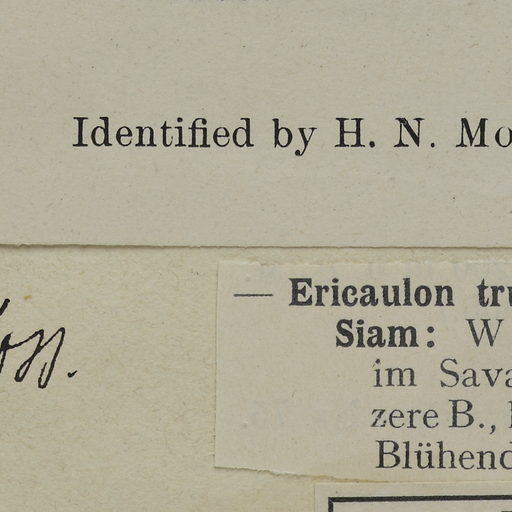 Identified by H. N. Mo
— Ericaulon tru
Siam: W
im Sava
zere B.,
Blühend